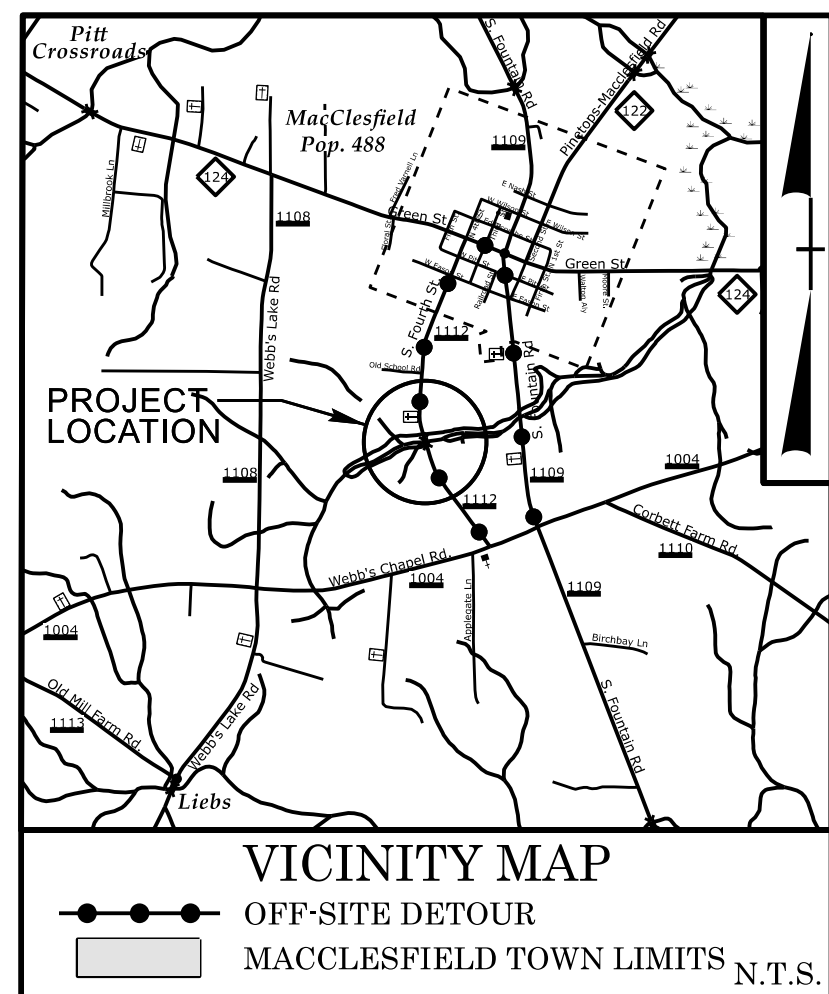 Pitt
Crossroads
S. Fountain Rd
Pinetops-Macclesfield Rd
122
MacClesfield
Pop. 488
1109
124
Millbrook Ln
Fred Varnell Ln
E Nash St
1108
Green St
Green St
124
Webb's Lake Rd
S. Fourth St
1112
Old School Rd
S. Fountain Rd
PROJECT
LOCATION
1108
1109
1004
1112
Corbett Farm Rd.
1110
Webb's Chapel Rd.
1004
1109
Applegate Ln
1004
Birchbay Ln
Old Mill Farm Rd.
1113
Webb's Lake Rd
S. Fountain Rd
Liebs
VICINITY MAP
OFF-SITE DETOUR
MACCLESFIELD TOWN LIMITS
N.T.S.